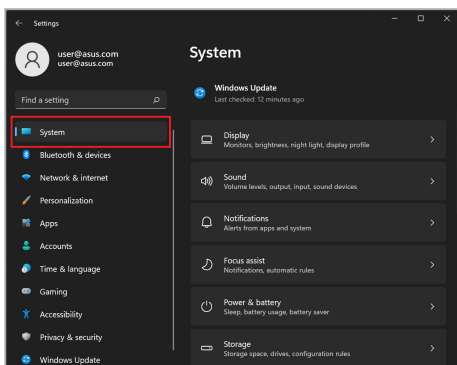 Settings
user@asus.com
user@asus.com
Find a setting
System
Bluetooth & devices
Network & internet
Personalization
Apps
Accounts
Time & language
Gaming
Accessibility
Privacy & security
Windows Update
System
Windows Update
Last checked: 12 minutes ago
Display
Monitors, brightness, night light, display profile
Sound
Volume levels, output, input, sound devices
Notifications
Alerts from apps and system
Focus assist
Notifications, automatic rules
Power & battery
Sleep, battery usage, battery saver
Storage
Storage space, drives, configuration rules